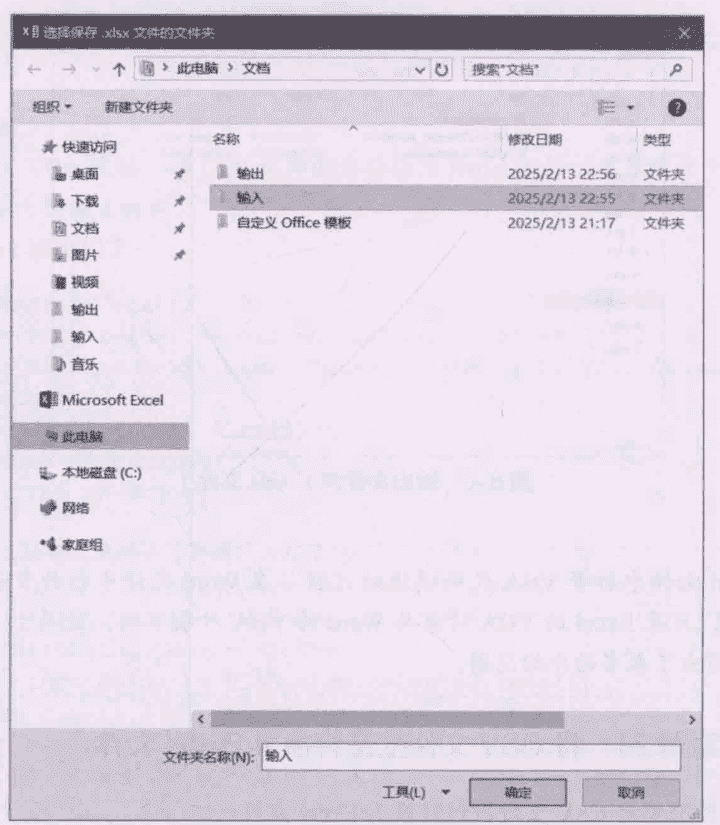 选择保存 .xlsx 文件的文件夹
此电脑 > 文档
搜索"文档"
组织
新建文件夹
名称 修改日期 类型
快速访问
桌面
下载
文档
图片
视频
输出
输入
音乐
Microsoft Excel
此电脑
本地磁盘 (C:)
网络
家庭组
输出 2025/2/13 22:56 文件夹
输入 2025/2/13 22:55 文件夹
自定义 Office 模板 2025/2/13 21:17 文件夹
文件夹名称(N): 输入
工具(L) 确定 取消